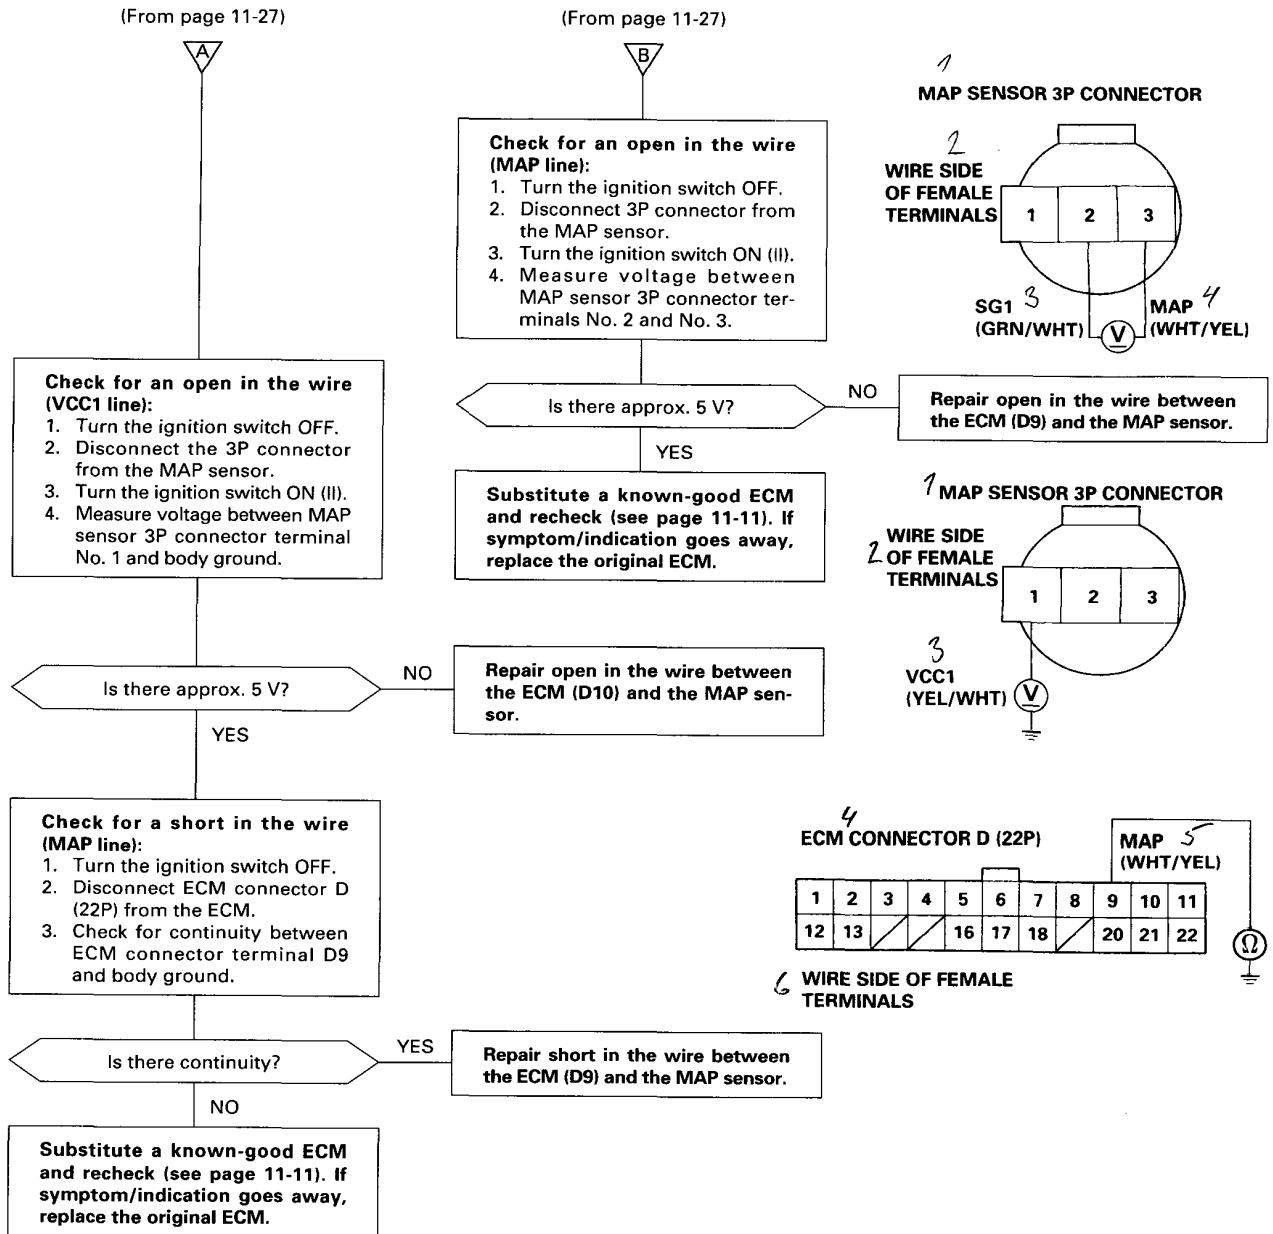 (From page 11-27)
A
(From page 11-27)
B
Check for an open in the wire
(MAP line):
1. Turn the ignition switch OFF.
2. Disconnect 3P connector from
the MAP sensor.
3. Turn the ignition switch ON (II).
4. Measure voltage between
MAP sensor 3P connector ter-
minals No. 2 and No. 3.
1
MAP SENSOR 3P CONNECTOR
2
WIRE SIDE
OF FEMALE
TERMINALS
1 2 3
SG1 3
(GRN/WHT)
V
MAP 4
(WHT/YEL)
Check for an open in the wire
(VCC1 line):
1. Turn the ignition switch OFF.
2. Disconnect the 3P connector
from the MAP sensor.
3. Turn the ignition switch ON (II).
4. Measure voltage between MAP
sensor 3P connector terminal
No. 1 and body ground.
Is there approx. 5 V?
NO
Repair open in the wire between
the ECM (D9) and the MAP sensor.
YES
Substitute a known-good ECM
and recheck (see page 11-11). If
symptom/indication goes away,
replace the original ECM.
1 MAP SENSOR 3P CONNECTOR
2 WIRE SIDE
OF FEMALE
TERMINALS
1 2 3
3
VCC1
(YEL/WHT)
V
Is there approx. 5 V?
NO
Repair open in the wire between
the ECM (D10) and the MAP sen-
sor.
YES
Check for a short in the wire
(MAP line):
1. Turn the ignition switch OFF.
2. Disconnect ECM connector D
(22P) from the ECM.
3. Check for continuity between
ECM connector terminal D9
and body ground.
4
ECM CONNECTOR D (22P)
MAP 5
(WHT/YEL)
1 2 3 4 5 6 7 8 9 10 11
12 13 16 17 18 20 21 22
Ω
6 WIRE SIDE OF FEMALE
TERMINALS
Is there continuity?
YES
Repair short in the wire between
the ECM (D9) and the MAP sensor.
NO
Substitute a known-good ECM
and recheck (see page 11-11). If
symptom/indication goes away,
replace the original ECM.